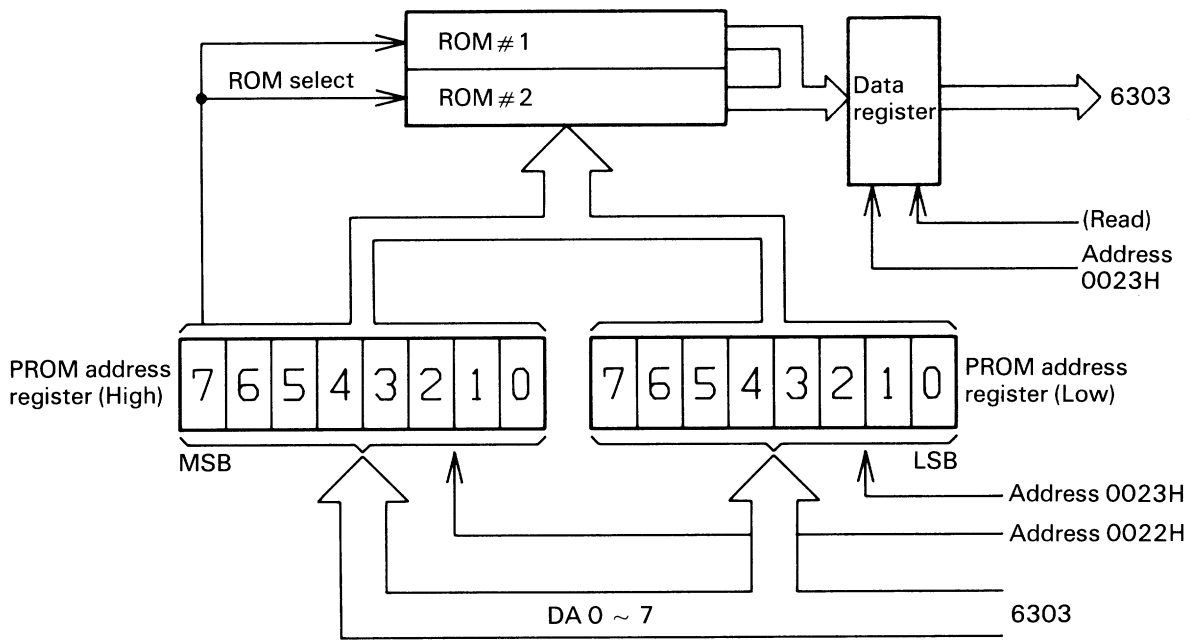 ROM # 1
ROM select
ROM # 2
Data
register
6303
(Read)
Address
0023H
PROM address
register (High)
7 6 5 4 3 2 1 0
7 6 5 4 3 2 1 0
PROM address
register (Low)
MSB
LSB
Address 0023H
Address 0022H
DA 0 ~ 7
6303